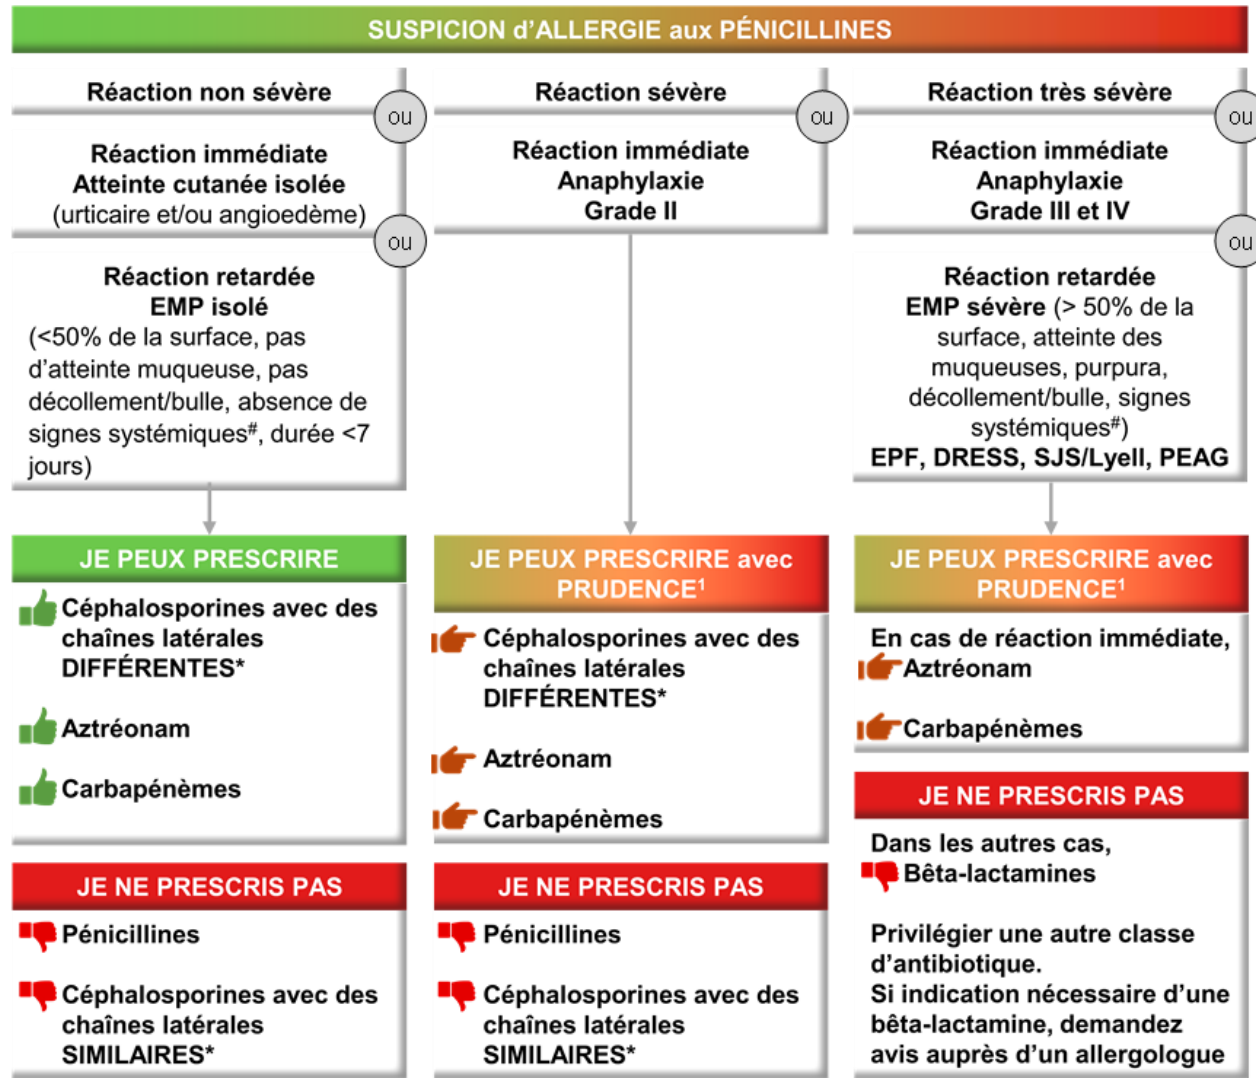 SUSPICION d'ALLERGIE aux PÉNICILLINES
Réaction non sévère
ou
Réaction immédiate
Atteinte cutanée isolée
(urticaire et/ou angioedème)
ou
Réaction retardée
EMP isolé
(<50% de la surface, pas
d'atteinte muqueuse, pas
décollement/bulle, absence de
signes systémiques#, durée <7
jours)
JE PEUX PRESCRIRE
Céphalosporines avec des
chaînes latérales
DIFFÉRENTES*
Aztréonam
Carbapénèmes
JE NE PRESCRIS PAS
Pénicillines
Céphalosporines avec des
chaînes latérales
SIMILAIRES*
Réaction sévère
ou
Réaction immédiate
Anaphylaxie
Grade II
JE PEUX PRESCRIRE avec
PRUDENCE¹
Céphalosporines avec des
chaînes latérales
DIFFÉRENTES*
Aztréonam
Carbapénèmes
JE NE PRESCRIS PAS
Pénicillines
Céphalosporines avec des
chaînes latérales
SIMILAIRES*
Réaction très sévère
ou
Réaction immédiate
Anaphylaxie
Grade III et IV
ou
Réaction retardée
EMP sévère (> 50% de la
surface, atteinte des
muqueuses, purpura,
décollement/bulle, signes
systémiques#)
EPF, DRESS, SJS/Lyell, PEAG
JE PEUX PRESCRIRE avec
PRUDENCE¹
En cas de réaction immédiate,
Aztréonam
Carbapénèmes
JE NE PRESCRIS PAS
Dans les autres cas,
Bêta-lactamines
Privilégier une autre classe
d'antibiotique.
Si indication nécessaire d'une
bêta-lactamine, demandez
avis auprès d'un allergologue